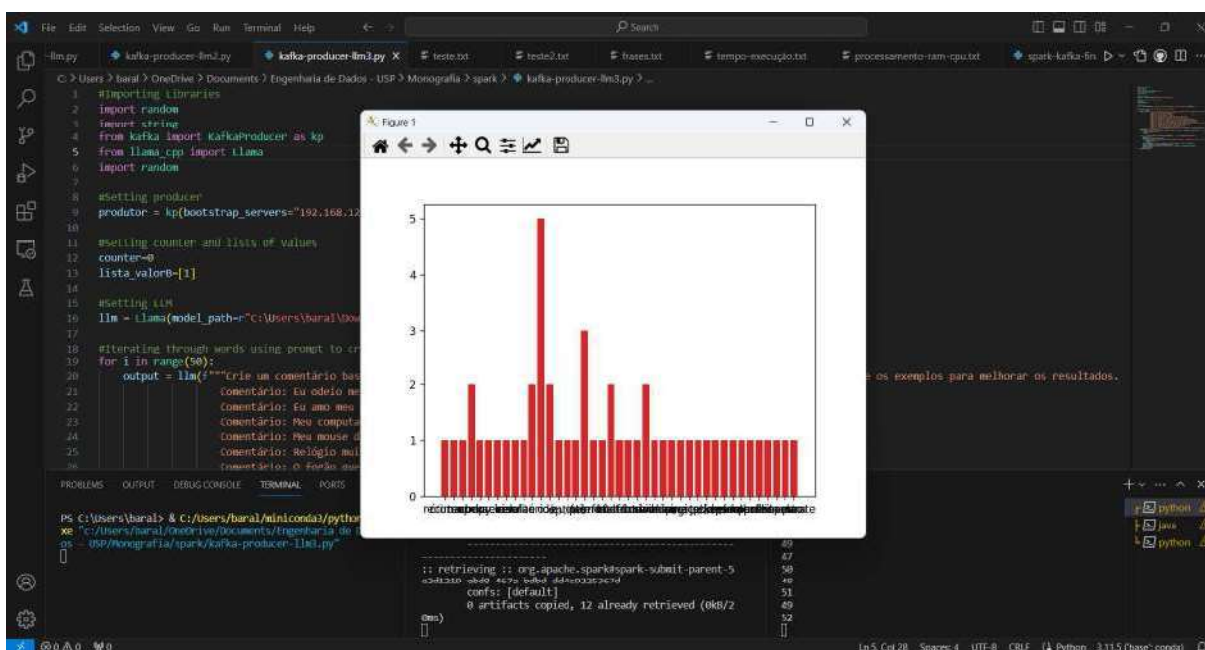 File Edit Selection View Go Run Terminal Help
Search
-llm.py kafka-producer-llm2.py kafka-producer-llm3.py X teste.txt teste2.txt frases.txt tempo-execução.txt processamento-ram-cpu.txt spark-kafka-fin
C: > Users > baral > OneDrive > Documents > Engenharia de Dados - USP > Monografia > spark > kafka-producer-llm3.py > ...
1 #Importing Libraries
2 import random
3 import string
4 from kafka import KafkaProducer as kp
5 from llama_cpp import Llama
6 import random
7
8 #Setting producer
9 produtor = kp(bootstrap_servers="192.168.12
10
11 #Setting counter and lists of values
12 counter=0
13 lista_valor0=[1]
14
15 #Setting LLM
16 llm = Llama(model_path=r"C:\Users\baral\Dow
17
18 #Iterating through words using prompt to cr
19 for i in range(50):
20 output = llm(f"""Crie um comentário bas
e os exemplos para melhorar os resultados.
21 Comentário: Eu odeio me
22 Comentário: Eu amo meu
23 Comentário: Meu computa
24 Comentário: Meu mouse d
25 Comentário: Relógio mui
26 Comentário: O Fogão que
Figure 1
5
4
3
2
1
0
PROBLEMS OUTPUT DEBUG CONSOLE TERMINAL PORTS
PS C:\Users\baral> & C:/Users/baral/miniconda3/python
xe "c:/Users/baral/OneDrive/Documents/Engenharia de D
os - USP/Monografia/spark/kafka-producer-llm3.py"
:: retrieving :: org.apache.spark#spark-submit-parent-5
confs: [default]
0 artifacts copied, 12 already retrieved (0kB/2
0ms)
49
47
50
48
51
49
52
python
java
python
Ln 5, Col 28 Spaces: 4 UTF-8 CRLF Python 3.11.5 ('base': conda)